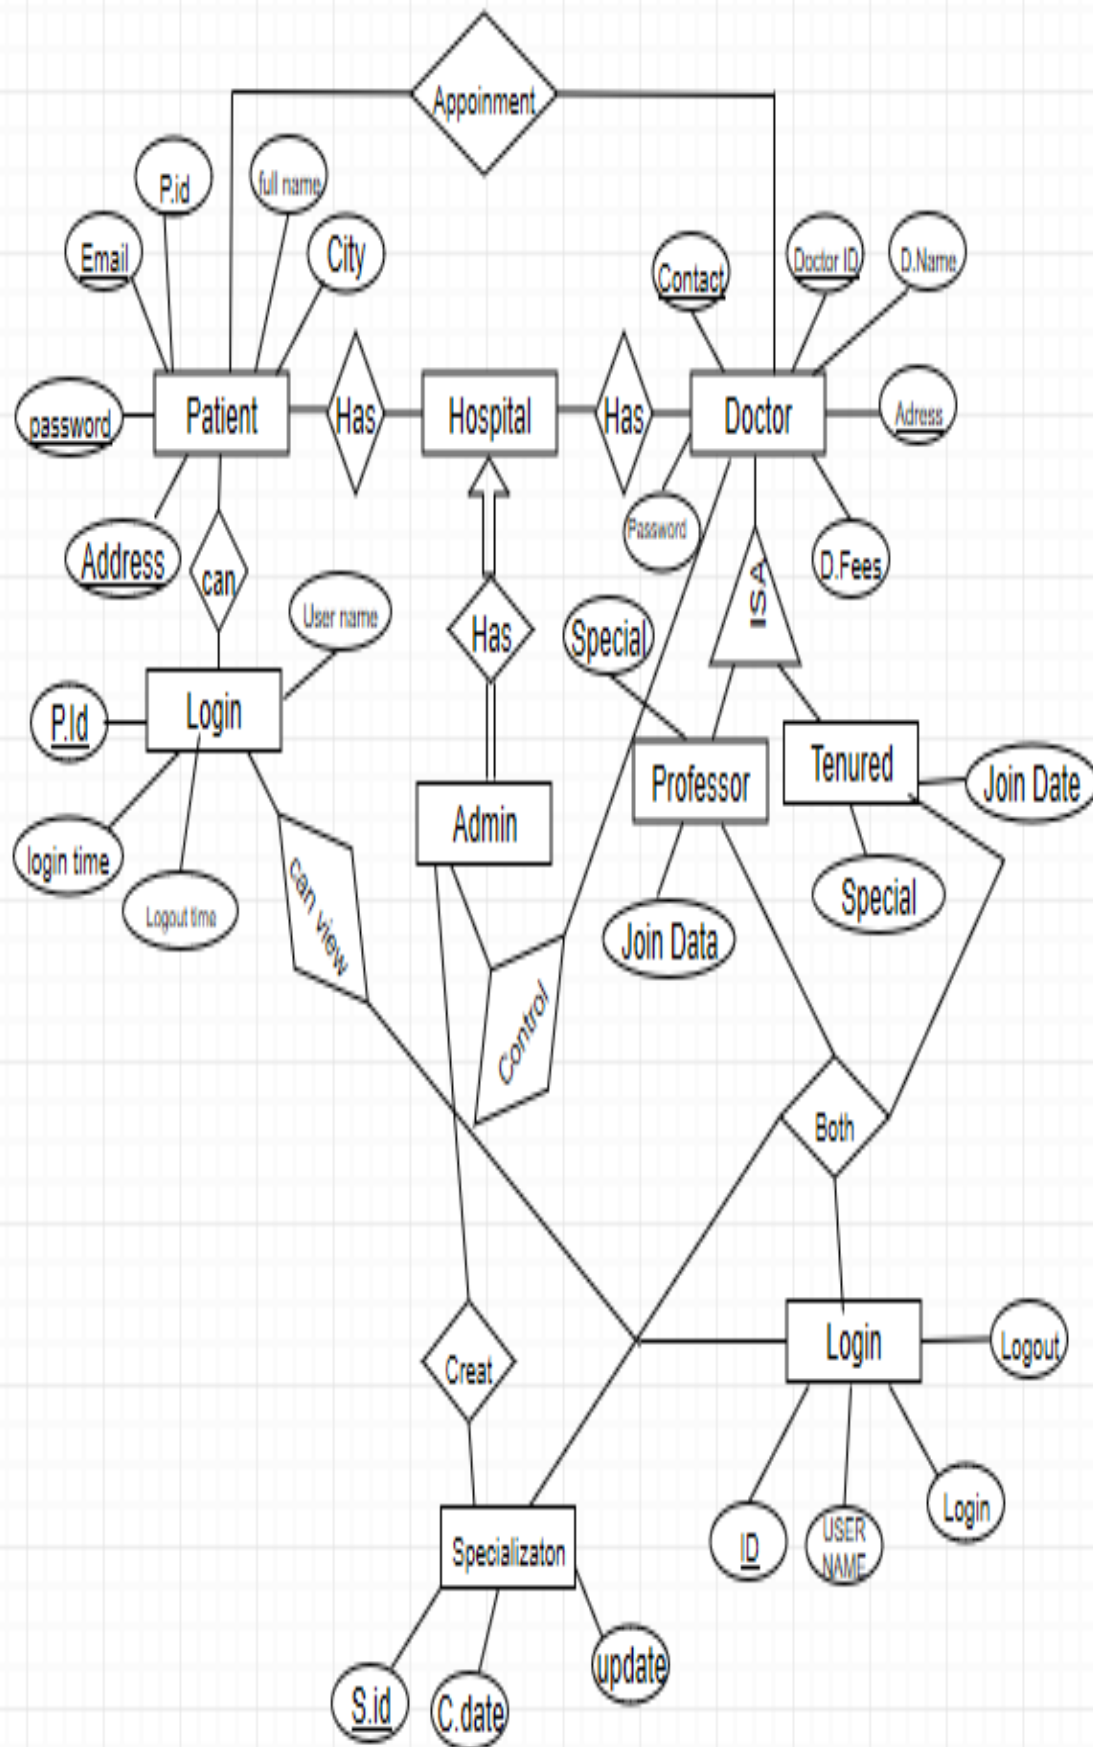 Appoinment
P.id
full name
Email
City
Contact
Doctor ID
D.Name
password
Patient
Has
Hospital
Has
Doctor
Adress
Address
can
Password
ISA
D.Fees
User name
Has
Special
P.Id
Login
Professor
Tenured
Join Date
login time
Logout time
can view
Admin
Join Data
Special
Control
Both
Creat
Login
Logout
Specializaton
ID
USER
NAME
Login
S.id
C.date
update